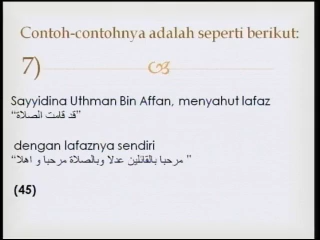 Contoh-contohnya adalah seperti berikut:
7)
Sayyidina Uthman Bin Affan, menyahut lafaz
“قد قامت الصلاة”
dengan lafaznya sendiri
“مرحبا بالقائلين عدلا وبالصلاة مرحبا و اهلا ”
(45)